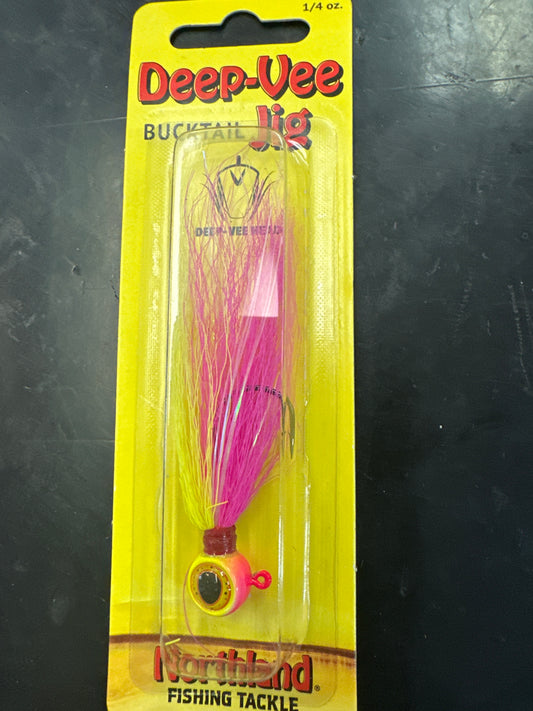 1/4 oz.
Deep-Vee
BUCKTAIL Jig
DEEP-VEE HEAD
Northland®
FISHING TACKLE